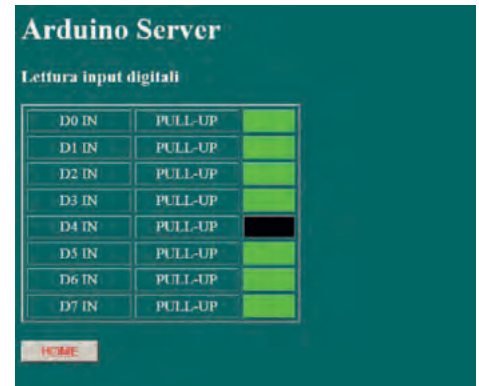 Arduino Server
Lettura input digitali
D0 IN PULL-UP
D1 IN PULL-UP
D2 IN PULL-UP
D3 IN PULL-UP
D4 IN PULL-UP
D5 IN PULL-UP
D6 IN PULL-UP
D7 IN PULL-UP
HOME